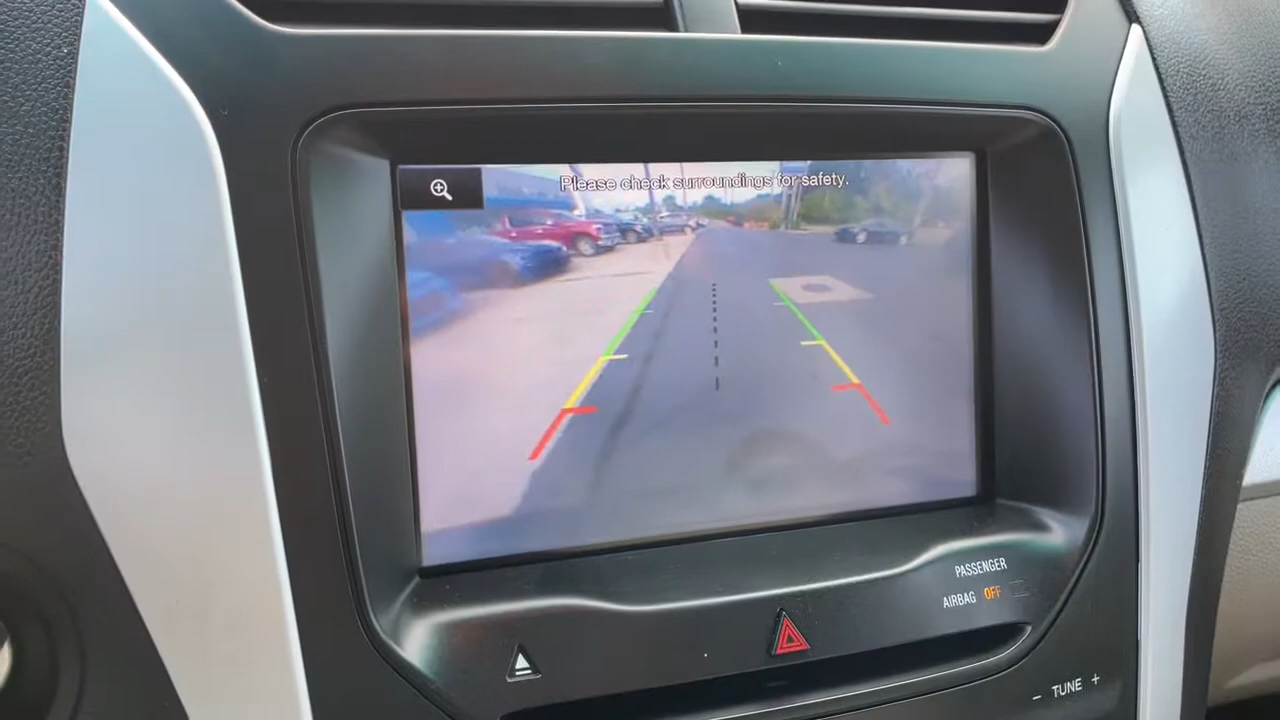 Please check surroundings for safety.
PASSENGER
AIRBAG OFF
- TUNE +